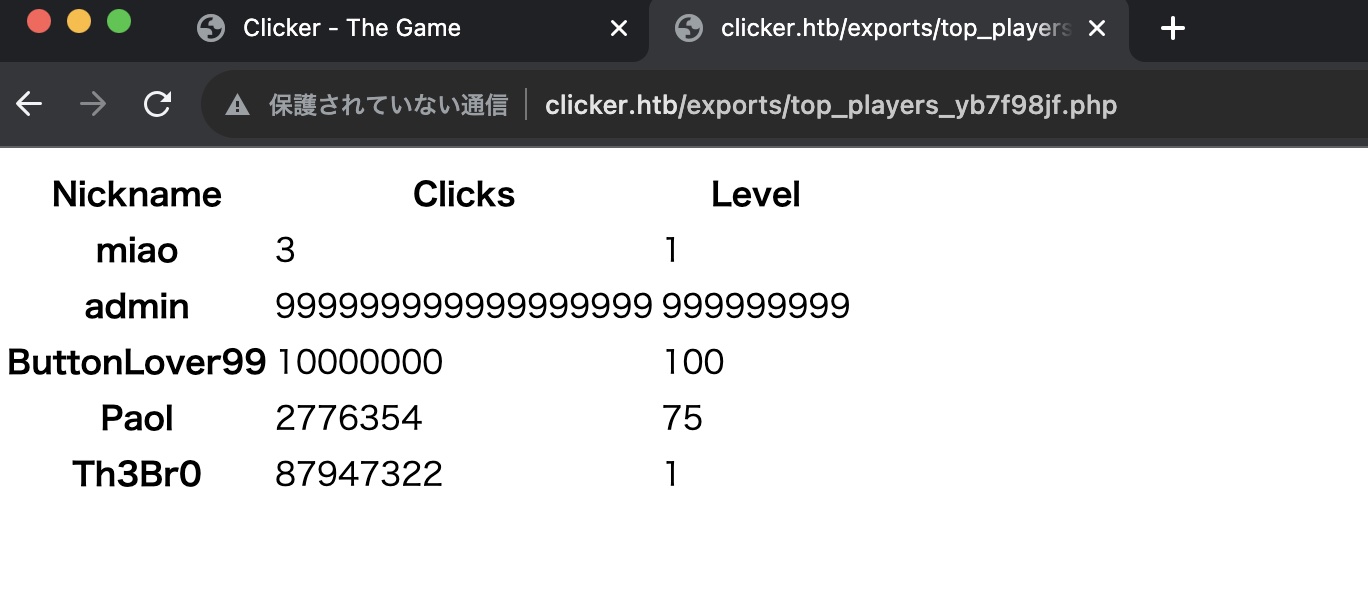 Clicker - The Game
clicker.htb/exports/top_players
保護されていない通信 clicker.htb/exports/top_players_yb7f98jf.php
Nickname Clicks Level
miao 3 1
admin 999999999999999999 999999999
ButtonLover99 10000000 100
Paol 2776354 75
Th3Br0 87947322 1